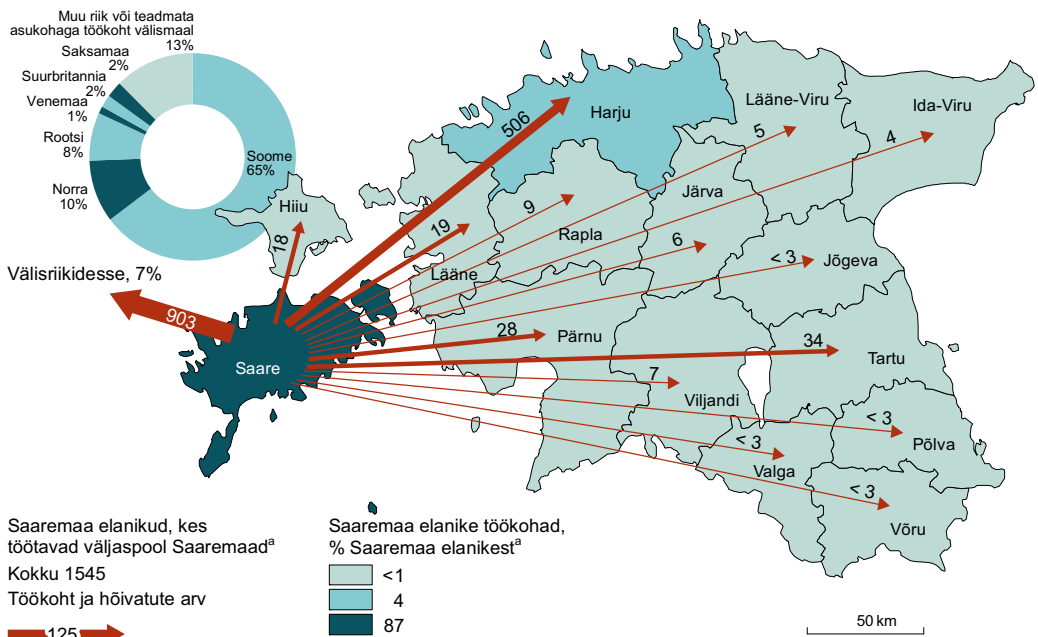 Muu riik või teadmata
asukohaga töökoht välismaal
13%
Saksamaa
2%
Suurbritannia
2%
Venemaa
1%
Rootsi
8%
Norra
10%
Soome
65%
Harju
Lääne-Viru
Ida-Viru
506
5
4
Hiiu
18
19
9
Järva
Rapla
6
Lääne
< 3
Jõgeva
Välisriikidesse, 7%
903
Saare
28
Pärnu
34
Tartu
7
Viljandi
< 3
Põlva
< 3
Valga
< 3
Võru
Saaremaa elanikud, kes
töötavad väljaspool Saaremaadᵃ
Kokku 1545
Töökoht ja hõivatute arv
125
Saaremaa elanike töökohad,
% Saaremaa elanikestᵃ
<1
4
87
50 km